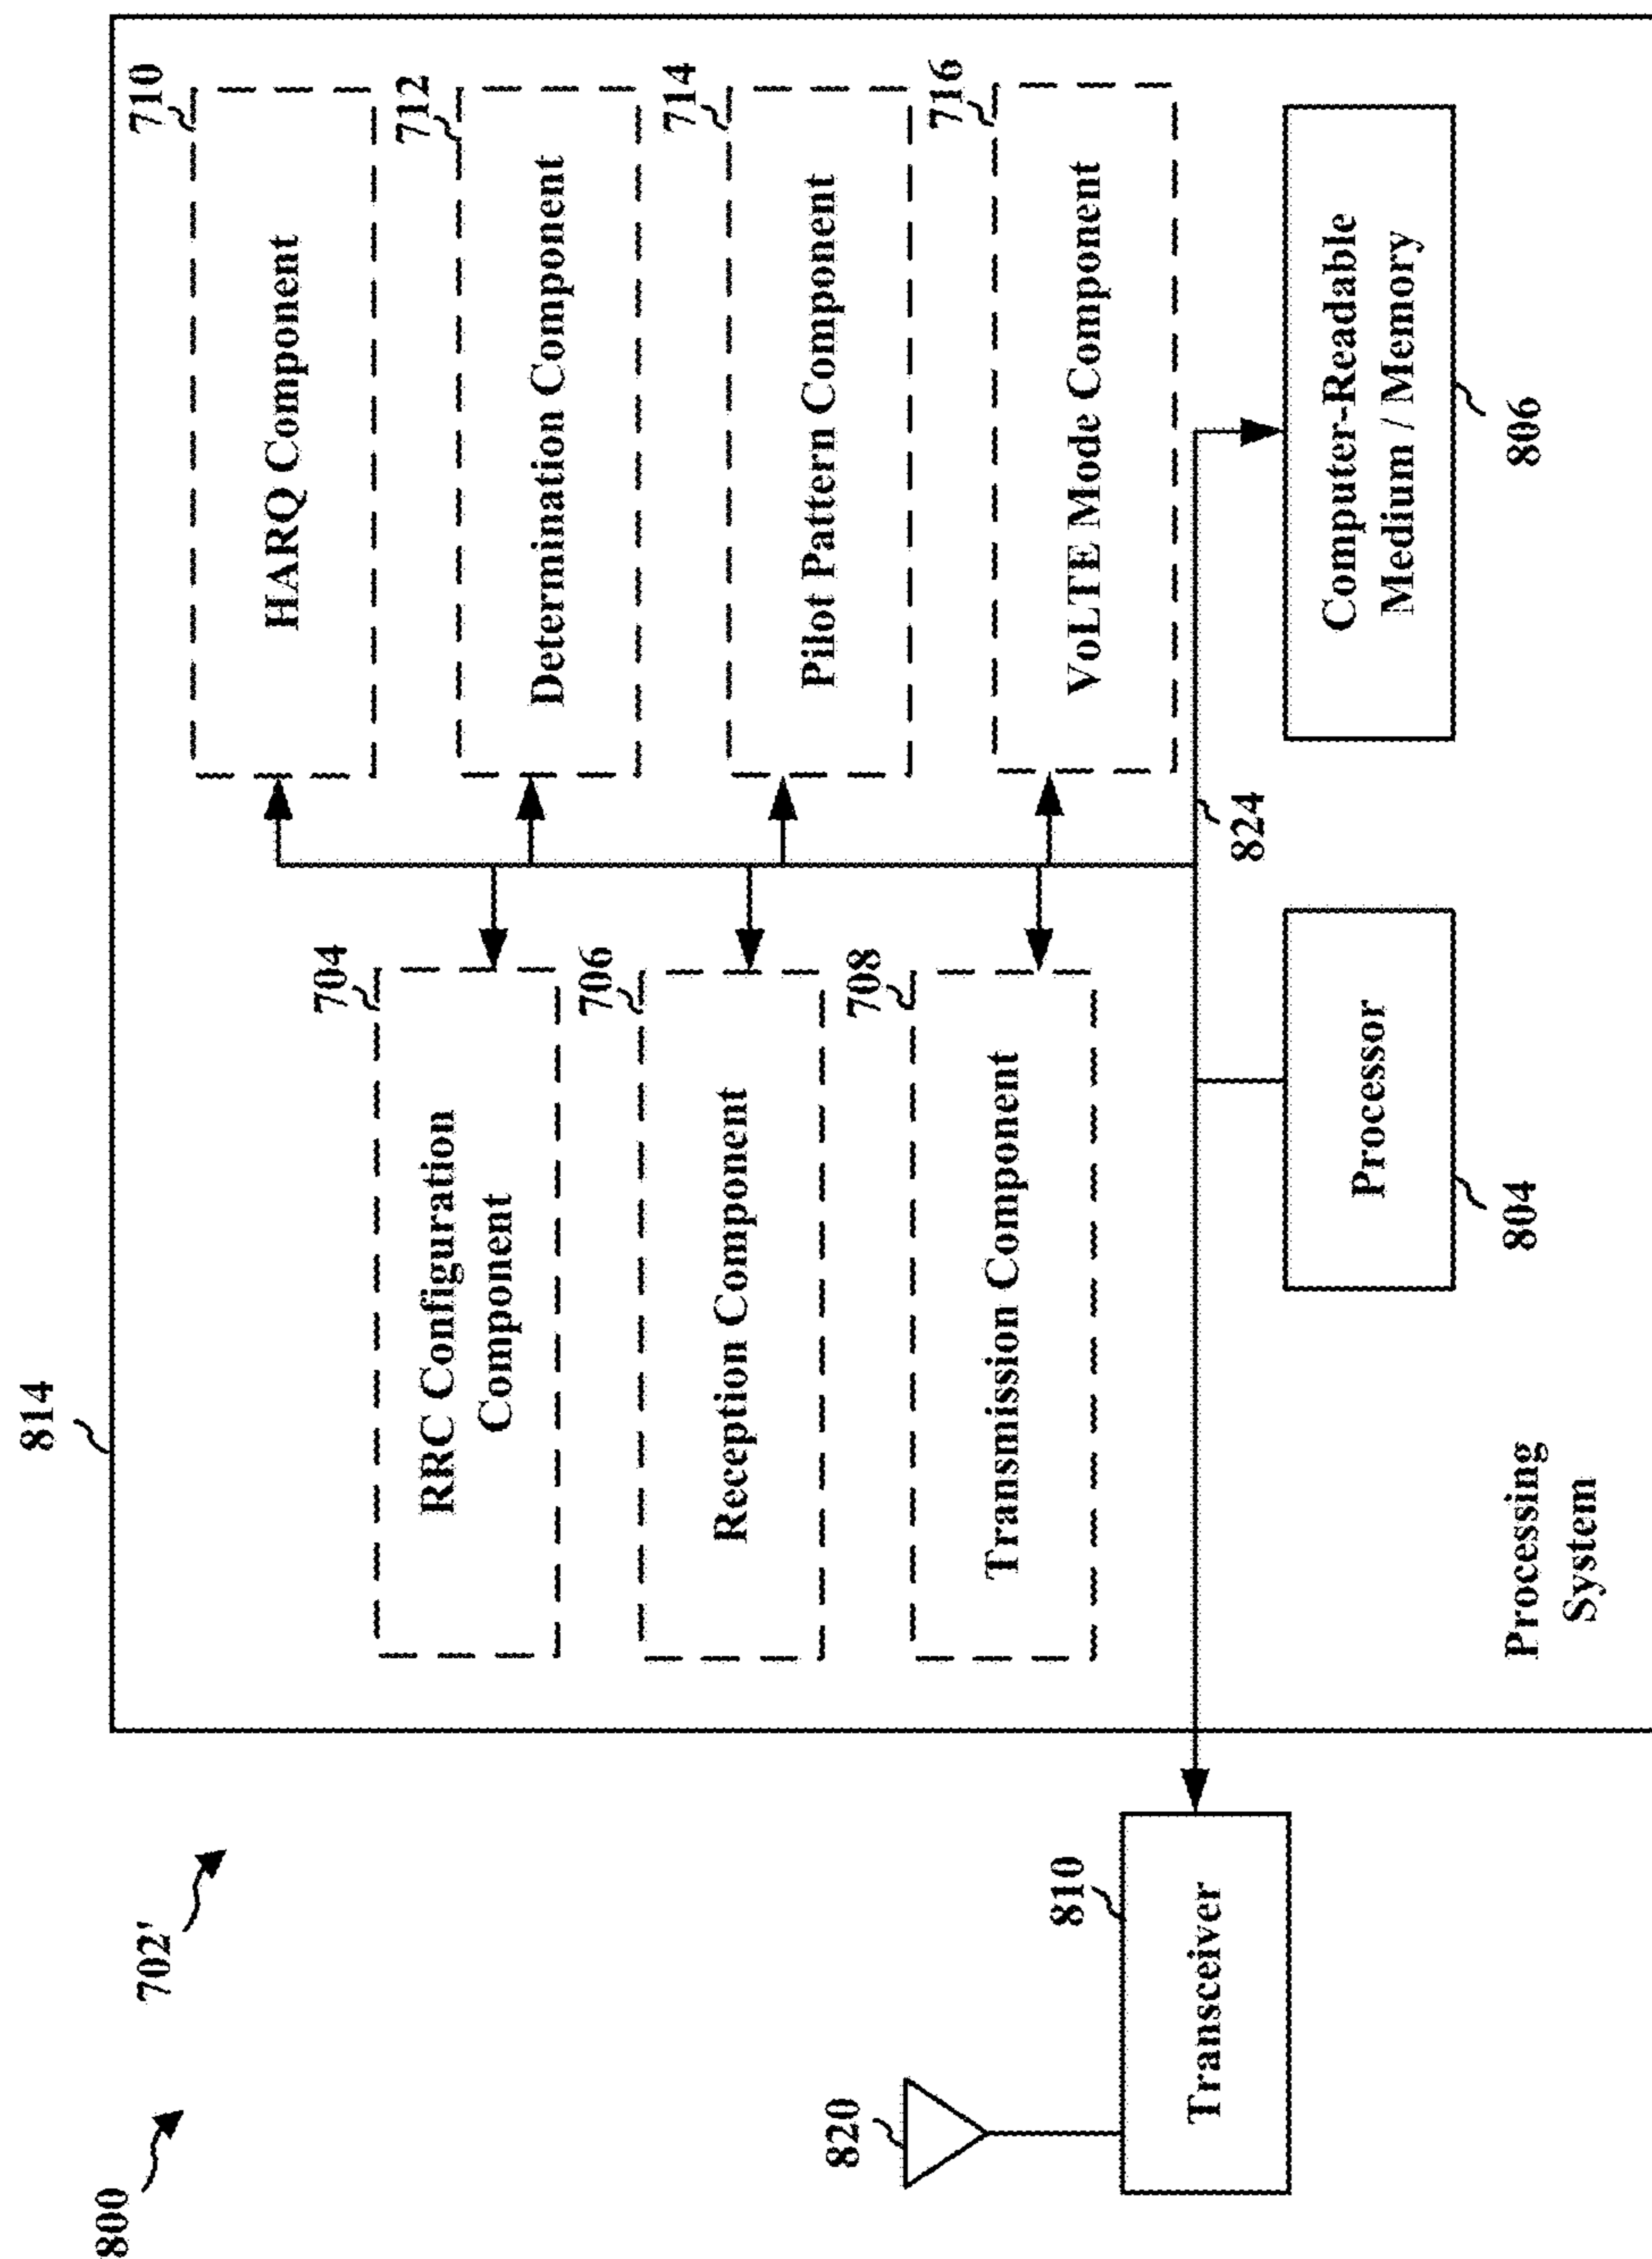 800
702'
814
704
RRC Configuration
Component
706
Reception Component
708
Transmission Component
710
HARQ Component
712
Determination Component
714
Pilot Pattern Component
716
VoLTE Mode Component
824
820
810
Transceiver
Processor
804
Computer-Readable
Medium / Memory
806
Processing
System